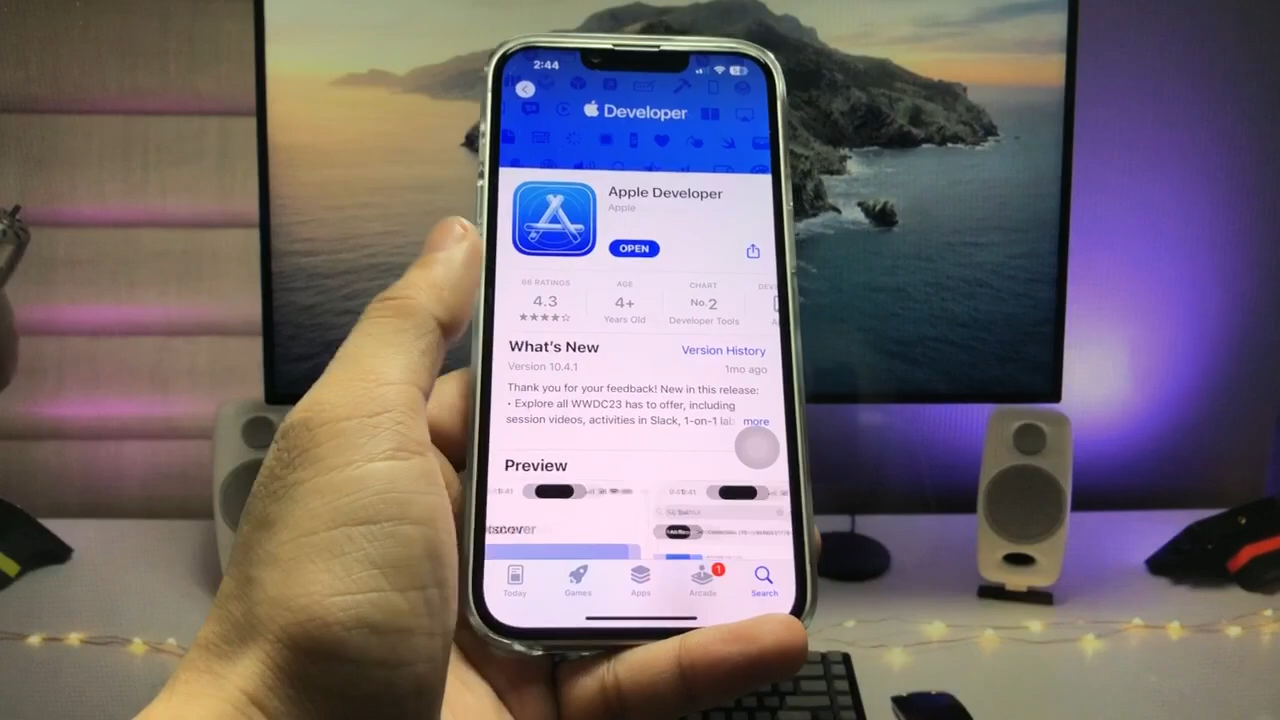 2:44
Developer
Apple Developer
Apple
OPEN
66 RATINGS
AGE
CHART
4.3
4+
No.2
Years Old
Developer Tools
What's New
Version History
Version 10.4.1
1mo ago
Thank you for your feedback! New in this release:
• Explore all WWDC23 has to offer, including
session videos, activities in Slack, 1-on-1 lab
more
Preview
Today
Games
Apps
Arcade
1
Search